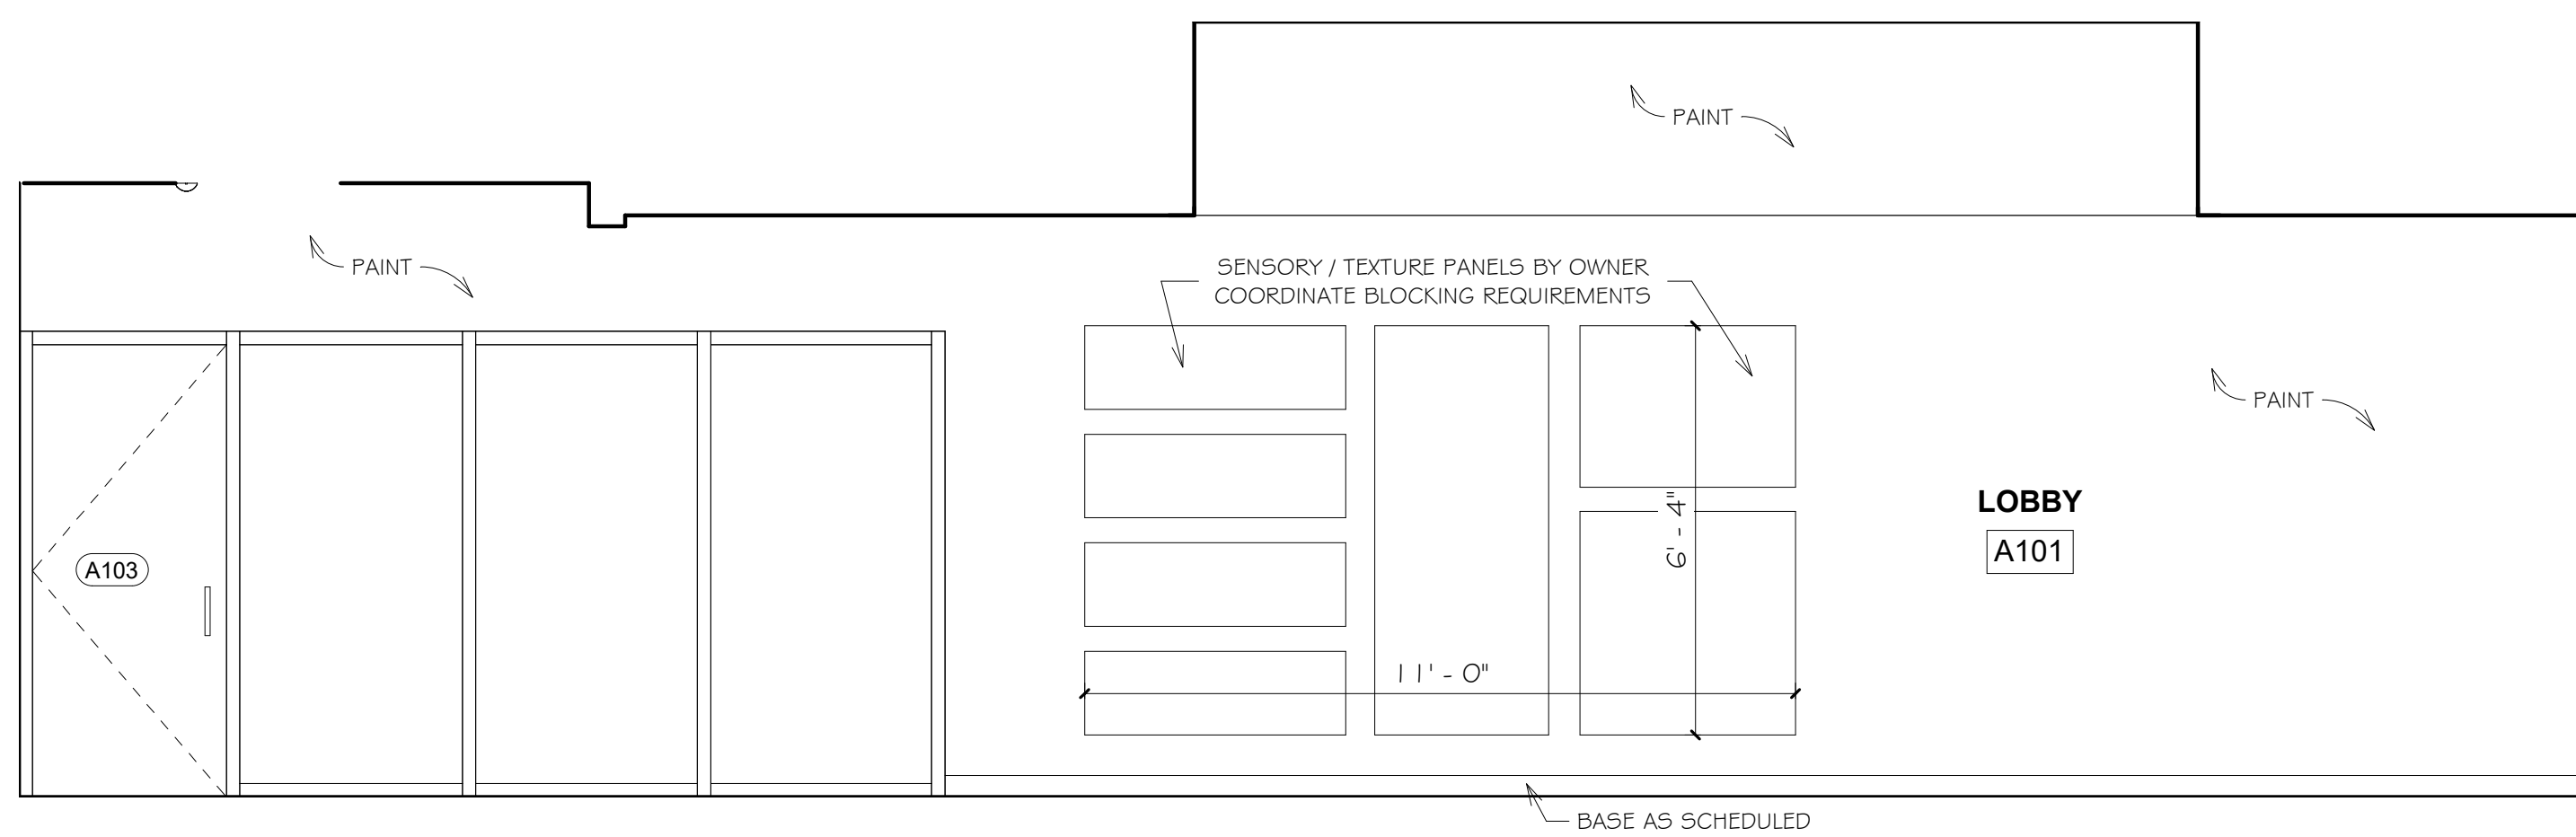 PAINT
PAINT
SENSORY / TEXTURE PANELS BY OWNER
COORDINATE BLOCKING REQUIREMENTS
PAINT
LOBBY
A101
6' - 4"
A103
11' - 0"
BASE AS SCHEDULED